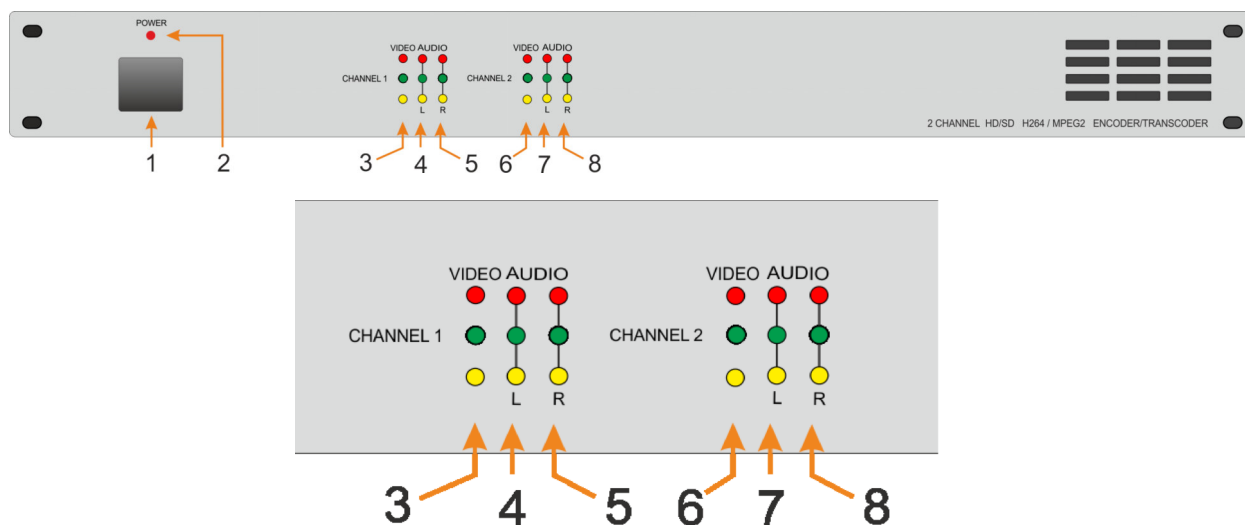 POWER
VIDEO AUDIO
VIDEO AUDIO
CHANNEL 1
CHANNEL 2
L R
L R
2 CHANNEL HD/SD H264 / MPEG2 ENCODER/TRANSCODER
1 2 3 4 5 6 7 8
VIDEO AUDIO
VIDEO AUDIO
CHANNEL 1
CHANNEL 2
L R
L R
3 4 5 6 7 8